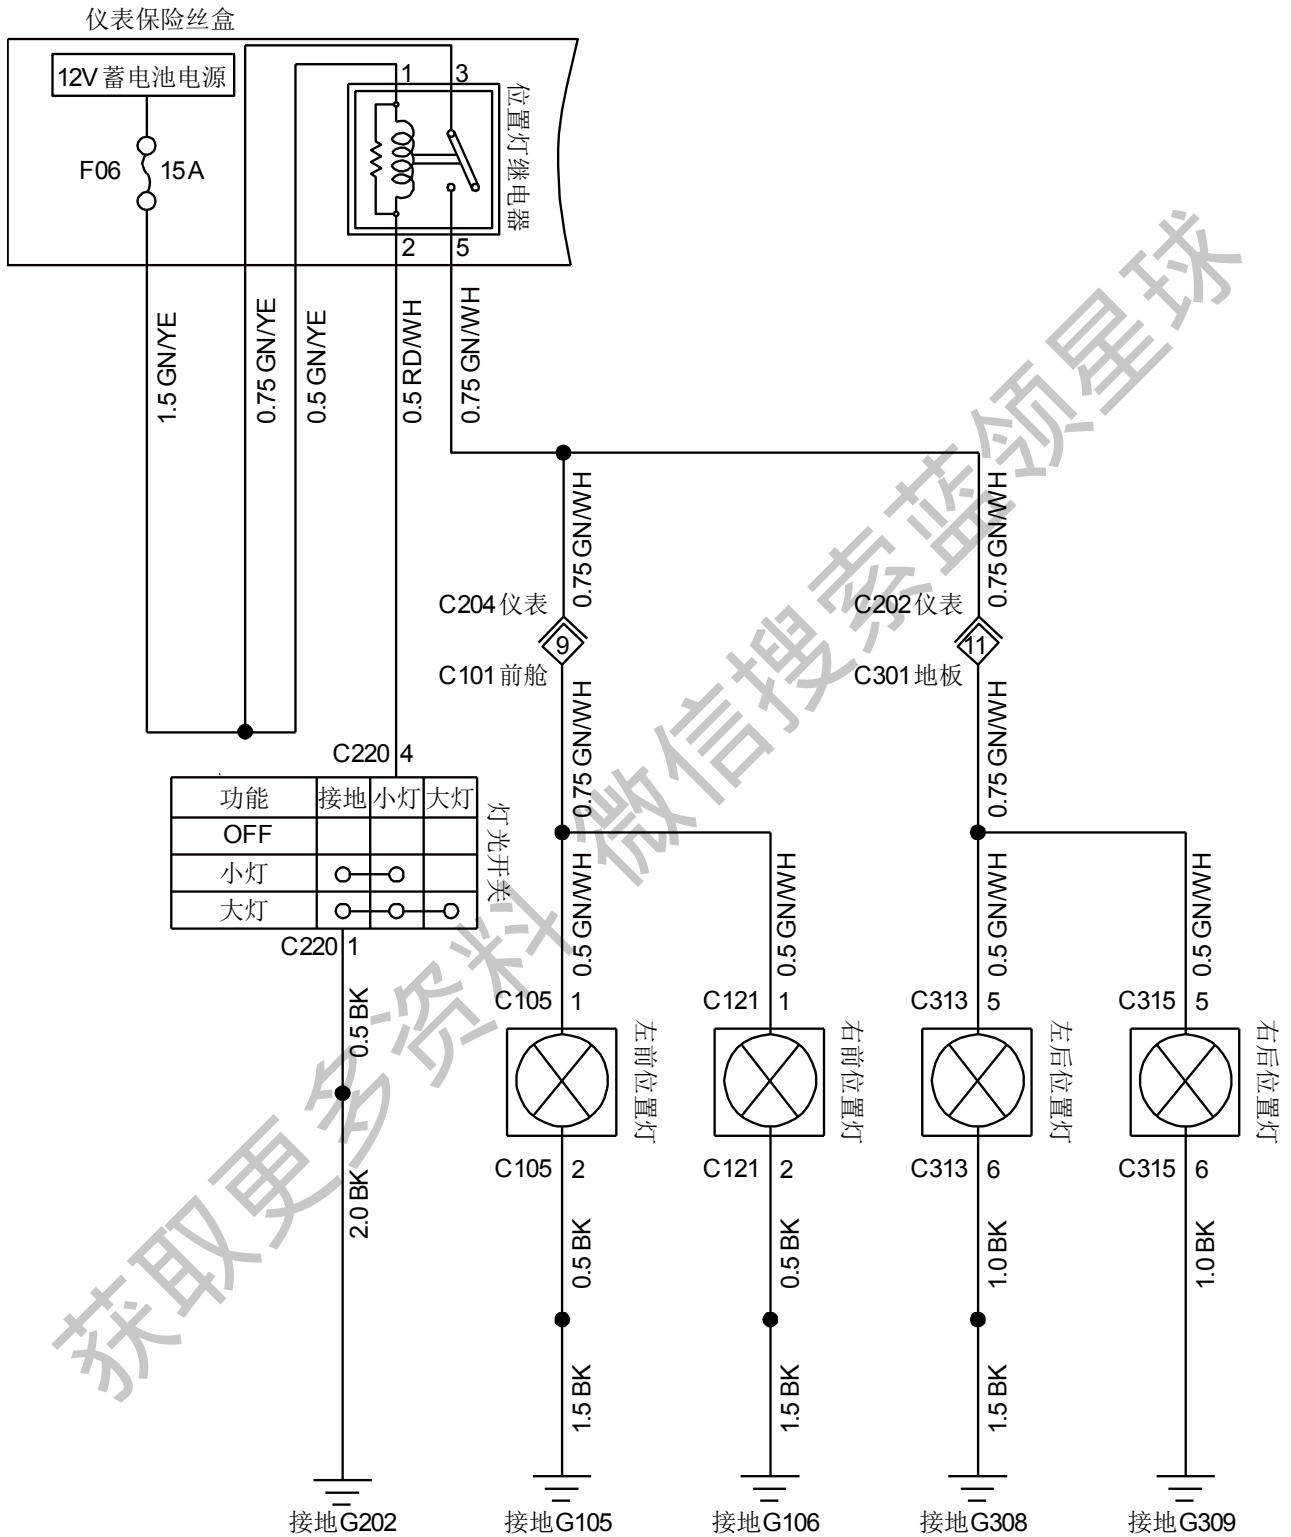 仪表保险丝盒
12V蓄电池电源
1 3
F06 15A
位置灯继电器
2 5
1.5 GN/YE
0.75 GN/YE
0.5 GN/YE
0.5 RD/WH
0.75 GN/WH
0.75 GN/WH
0.75 GN/WH
C204仪表
9
C101前舱
C202仪表
11
C301地板
0.75 GN/WH
0.75 GN/WH
C220 4
功能 接地 小灯 大灯
OFF
小灯
大灯
灯光开关
C220 1
0.5 GN/WH
0.5 GN/WH
0.5 GN/WH
0.5 GN/WH
C105 1
C121 1
C313 5
C315 5
0.5 BK
左前位置灯
右前位置灯
左后位置灯
右后位置灯
C105 2
C121 2
C313 6
C315 6
2.0 BK
0.5 BK
0.5 BK
1.0 BK
1.0 BK
1.5 BK
1.5 BK
1.5 BK
接地G202
接地G105
接地G106
接地G308
接地G309
获取更多资料 微信搜索蓝领星球